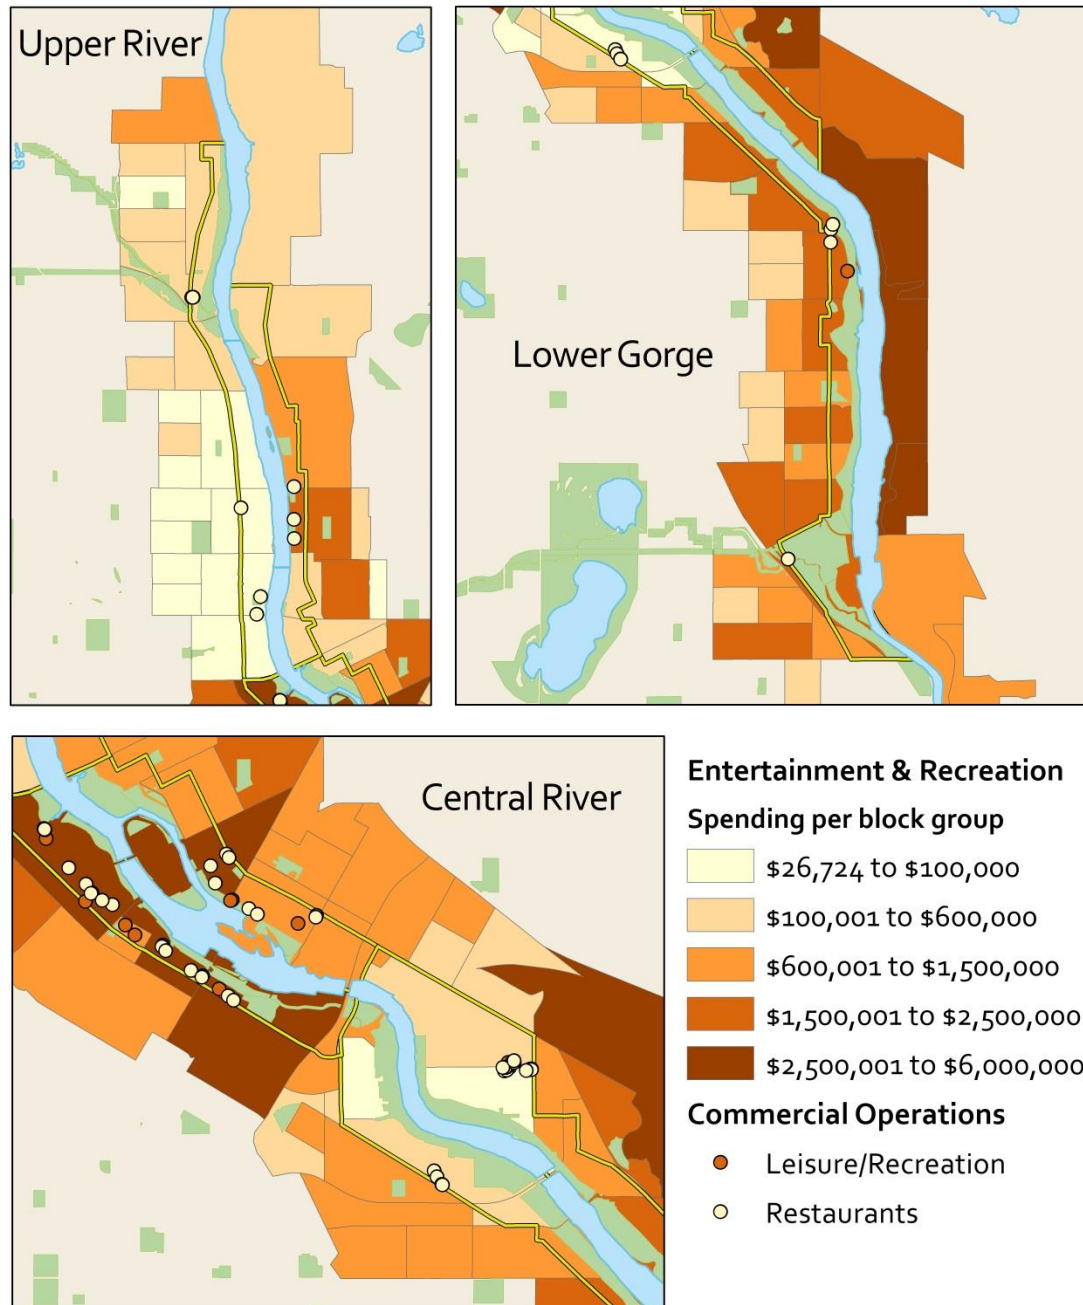 Upper River
Lower Gorge
Central River
Entertainment & Recreation
Spending per block group
$26,724 to $100,000
$100,001 to $600,000
$600,001 to $1,500,000
$1,500,001 to $2,500,000
$2,500,001 to $6,000,000
Commercial Operations
Leisure/Recreation
Restaurants